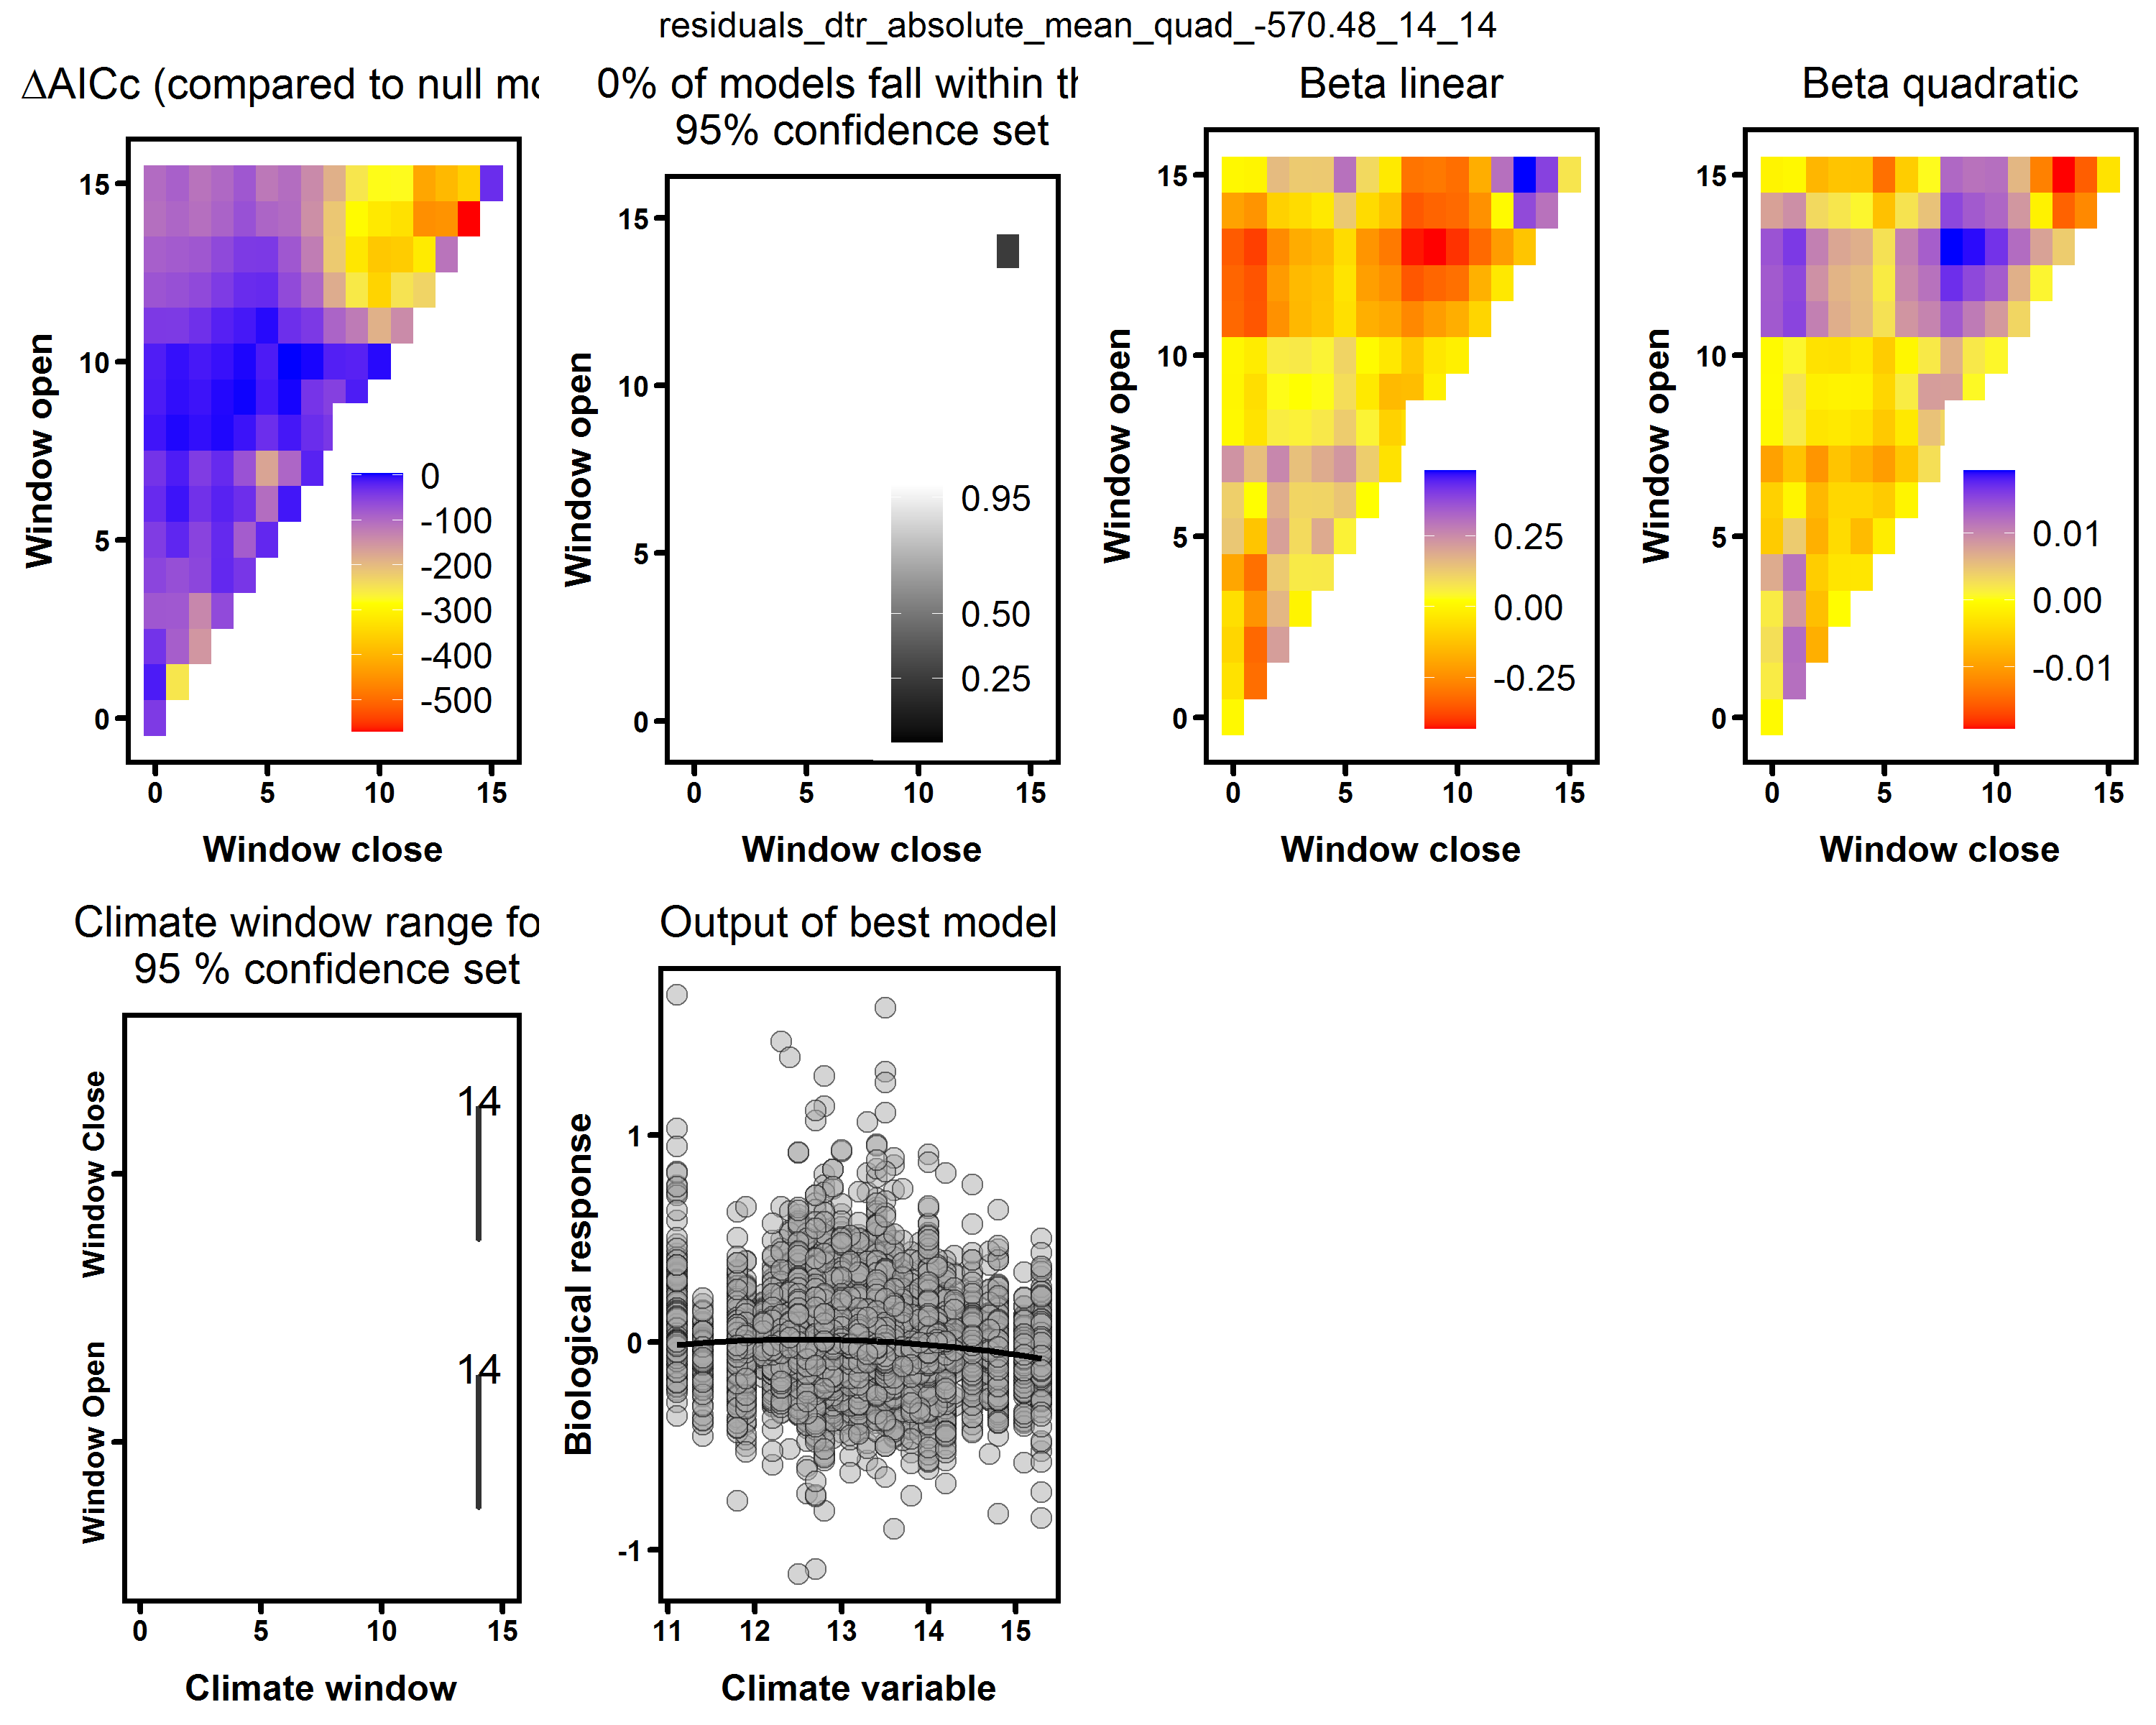 residuals_dtr_absolute_mean_quad_-570.48_14_14
ΔAICc (compared to null mo
Window open
15
10
5
0
0
-100
-200
-300
-400
-500
0 5 10 15
Window close
0% of models fall within th
95% confidence set
Window open
15
10
5
0
0.95
0.50
0.25
0 5 10 15
Window close
Beta linear
Window open
15
10
5
0
0.25
0.00
-0.25
0 5 10 15
Window close
Beta quadratic
Window open
15
10
5
0
0.01
0.00
-0.01
0 5 10 15
Window close
Climate window range fo
95 % confidence set
Window Close
Window Open
14
14
0 5 10 15
Climate window
Output of best model
Biological response
1
0
-1
11 12 13 14 15
Climate variable